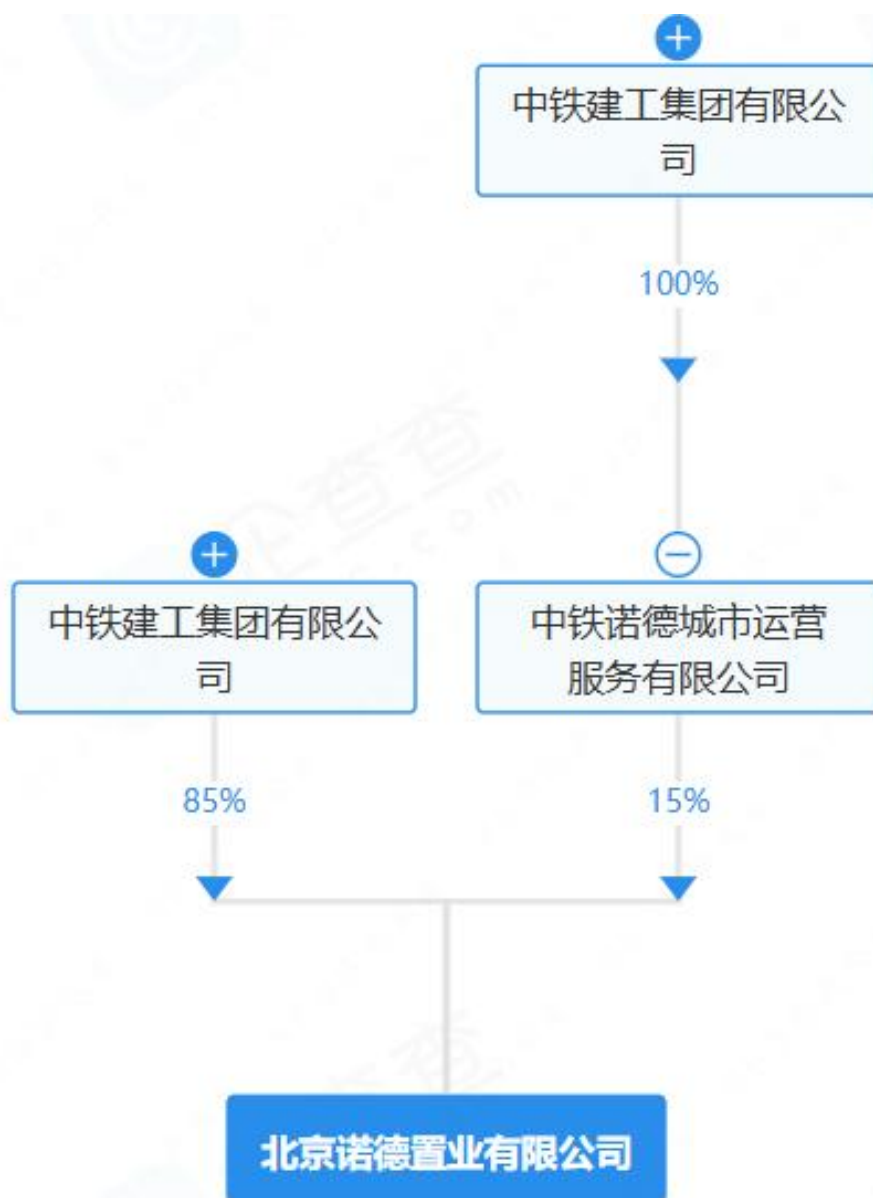 中铁建工集团有限公
司
100%
中铁建工集团有限公
司
中铁诺德城市运营
服务有限公司
85%
15%
北京诺德置业有限公司